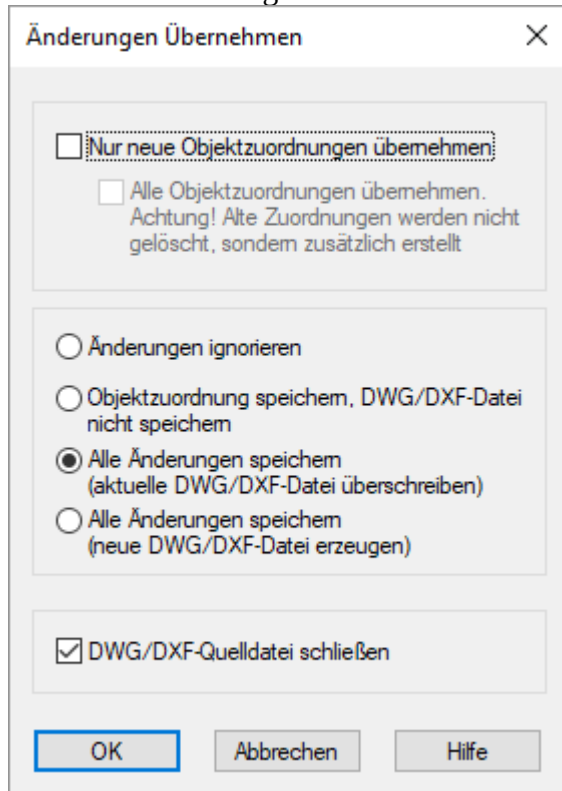 Änderungen Übernehmen
Nur neue Objektzuordnungen übernehmen
Alle Objektzuordnungen übernehmen.
Achtung! Alte Zuordnungen werden nicht
gelöscht, sondern zusätzlich erstellt
Änderungen ignorieren
Objektzuordnung speichern, DWG/DXF-Datei
nicht speichern
Alle Änderungen speichern
(aktuelle DWG/DXF-Datei überschreiben)
Alle Änderungen speichern
(neue DWG/DXF-Datei erzeugen)
DWG/DXF-Quelldatei schließen
OK
Abbrechen
Hilfe